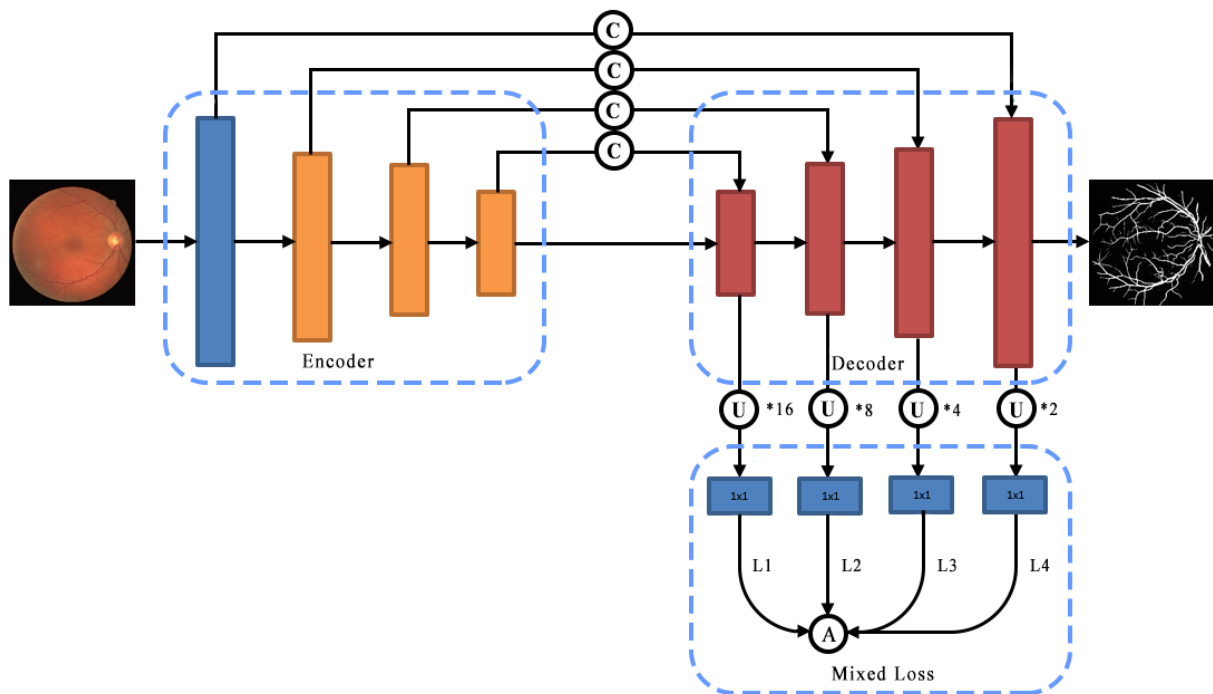 C
C
C
C
Encoder
Decoder
U *16 U *8 U *4 U *2
1x1 1x1 1x1 1x1
L1 L2 L3 L4
A
Mixed Loss